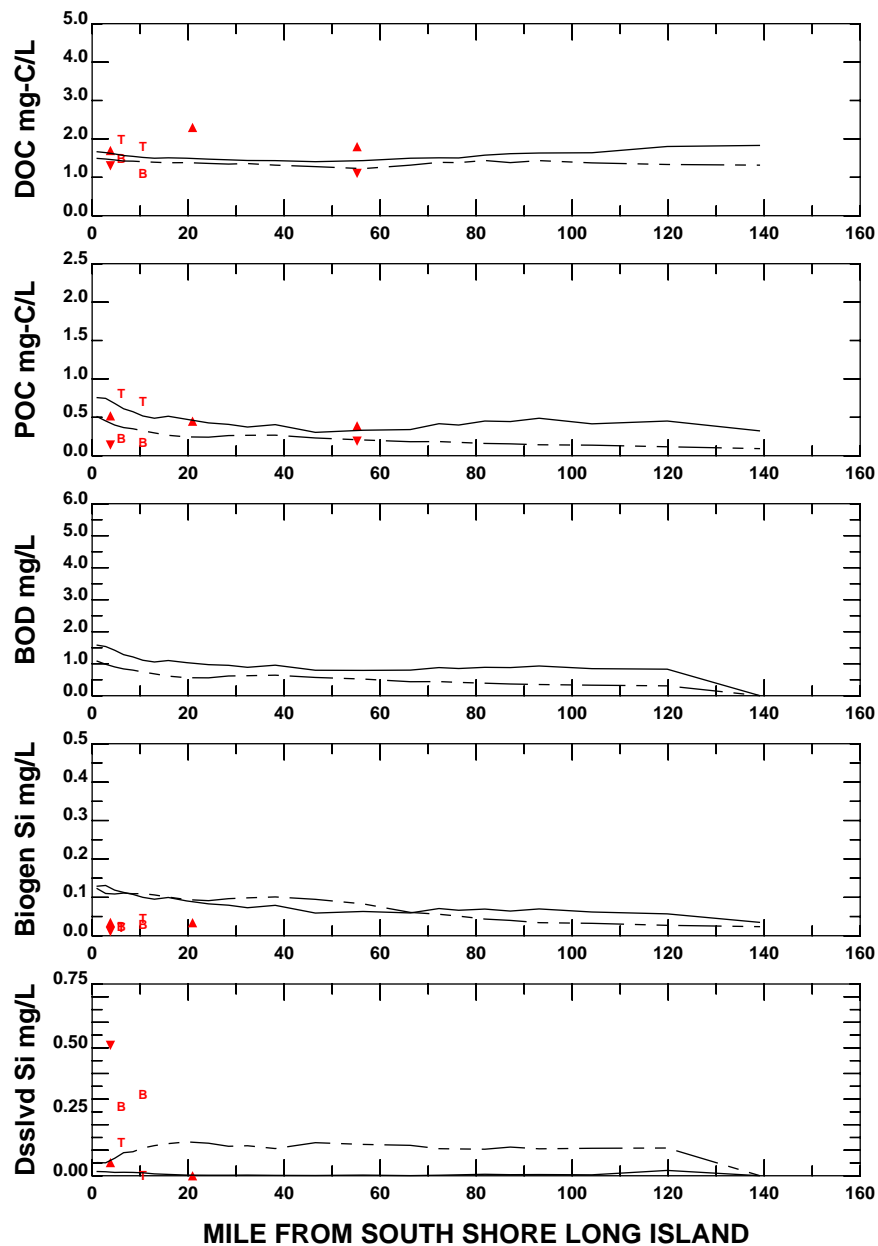 DOC mg-C/L
5.0
4.0
3.0
2.0
1.0
0.0
T
T
B
B
0 20 40 60 80 100 120 140 160
POC mg-C/L
2.5
2.0
1.5
1.0
0.5
0.0
T
T
B
B
0 20 40 60 80 100 120 140 160
BOD mg/L
6.0
5.0
4.0
3.0
2.0
1.0
0.0
0 20 40 60 80 100 120 140 160
Biogen Si mg/L
0.5
0.4
0.3
0.2
0.1
0.0
T
T
B
B
0 20 40 60 80 100 120 140 160
Dsslvd Si mg/L
0.75
0.50
0.25
0.00
B
B
T
T
0 20 40 60 80 100 120 140 160
MILE FROM SOUTH SHORE LONG ISLAND